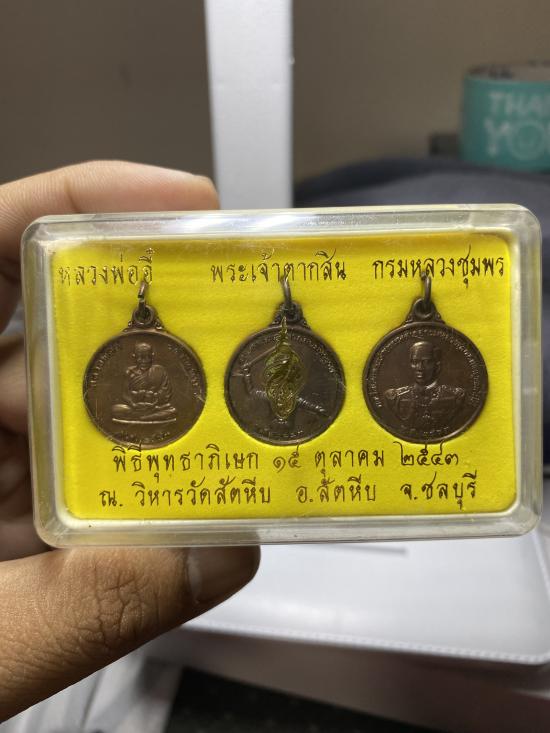 หลวงพ่ออี๋ พระเจ้าตากสิน กรมหลวงชุมพร
พิธีพุทธาภิเษก ๑๕ ตุลาคม ๒๕๔๓
ณ. วิหารวัดสัตหีบ อ.สัตหีบ จ.ชลบุรี
THA
YO